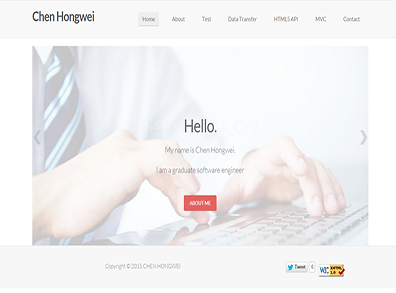 Chen Hongwei
Home About Test Data Transfer HTML5 API MVC Contact
Hello.
My name is Chen Hongwei.
I am a graduate software engineer
ABOUT ME
Copyright © 2015 CHEN HONGWEI
Tweet 0
W3C XHTML 1.0